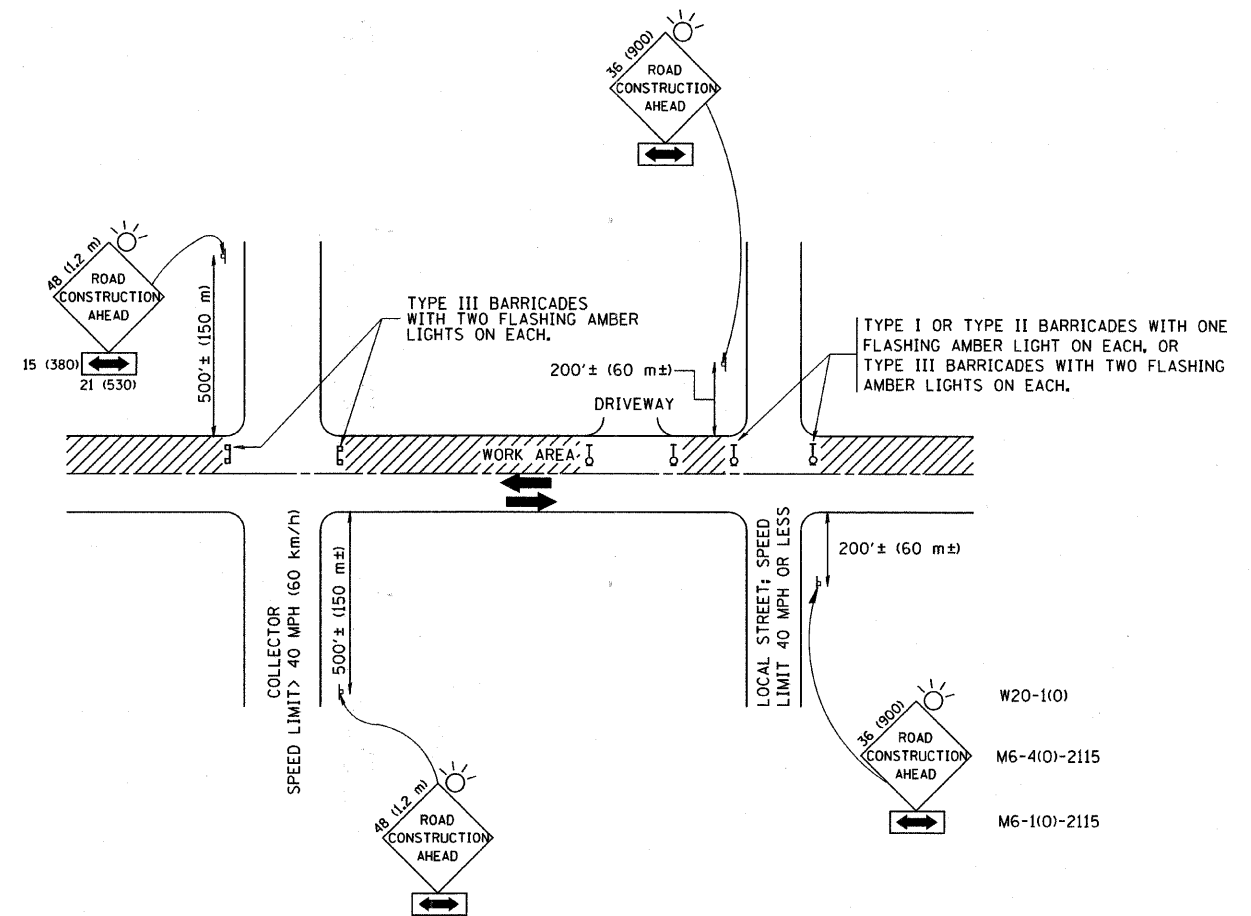 36 (900)
ROAD
CONSTRUCTION
AHEAD
48 (1.2 m)
ROAD
CONSTRUCTION
AHEAD
15 (380)
21 (530)
500'± (150 m)
TYPE III BARRICADES
WITH TWO FLASHING AMBER
LIGHTS ON EACH.
200'± (60 m±)
DRIVEWAY
TYPE I OR TYPE II BARRICADES WITH ONE
FLASHING AMBER LIGHT ON EACH, OR
TYPE III BARRICADES WITH TWO FLASHING
AMBER LIGHTS ON EACH.
WORK AREA
COLLECTOR
SPEED LIMIT> 40 MPH (60 km/h)
500'± (150 m±)
LOCAL STREET; SPEED
LIMIT 40 MPH OR LESS
200'± (60 m±)
48 (1.2 m)
ROAD
CONSTRUCTION
AHEAD
36 (900)
ROAD
CONSTRUCTION
AHEAD
W20-1(0)
M6-4(0)-2115
M6-1(0)-2115